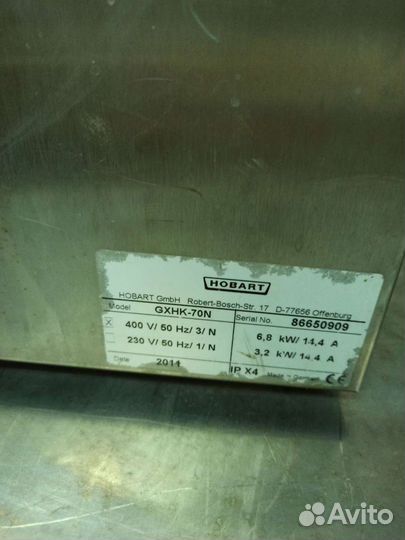 HOBART
HOBART GmbH Robert-Bosch-Str. 17 D-77656 Offenburg
Model GXHK-70N Serial No. 86650909
X 400 V/ 50 Hz/ 3/ N 6,8 kW/ 14,4 A
230 V/ 50 Hz/ 1/ N 3,2 kW/ 14,4 A
Date 2011 IP X4 Made in Germany CE
Avito